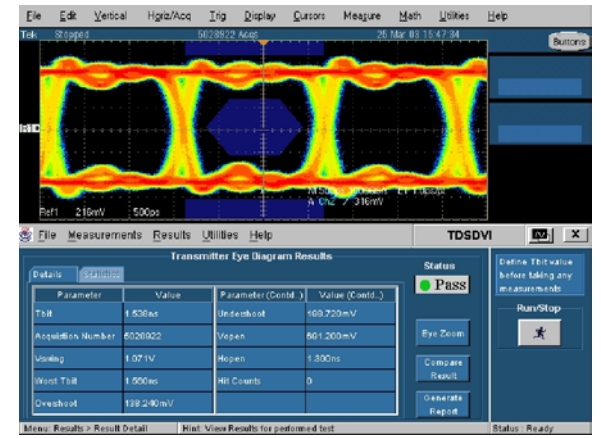 File Edit Vertical Horiz/Acq Trig Display Cursors Measure Math Utilities Help
Tek Stopped 5028922 Acqs 25 Mar 03 15:47:34
Buttons
A Ch2 / 316mV
Ref1 216mV 500ps
File Measurements Results Utilities Help TDSDVI X
Transmitter Eye Diagram Results
Details Statistics
Parameter Value Parameter (Contd..) Value (Contd..)
Tbit 1.538ns Undershoot 168.720mV
Acquistion Number 5028922 Vopen 691.200mV
Vswing 1.071V Hopen 1.300ns
Worst Tbit 1.500ns Hit Counts 0
Overshoot 139.240mV
Status
Pass
Eye Zoom
Compare
Result
Generate
Report
Define Tbit value
before taking any
measurements
Run/Stop
Menu: Results > Result Detail Hint: View Results for performed test Status : Ready